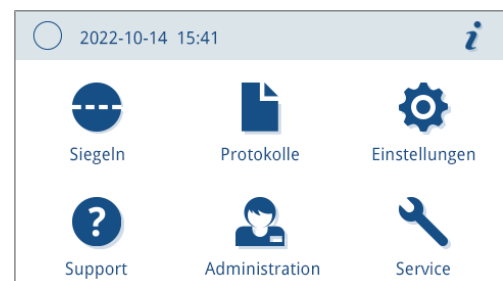 2022-10-14 15:41 i
Siegeln Protokolle Einstellungen
? 
Support Administration Service